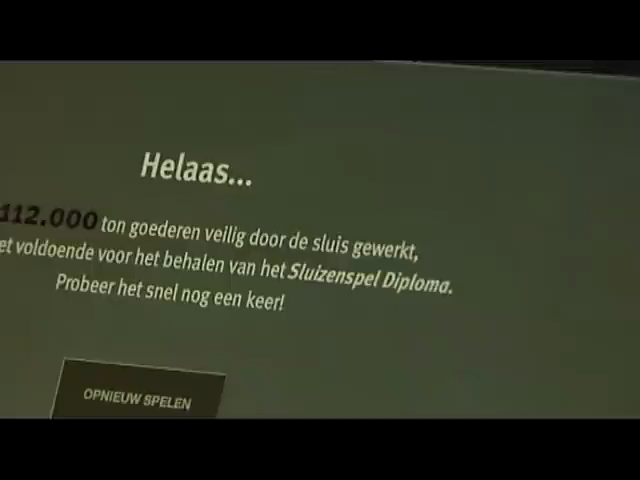 Helaas...
112.000 ton goederen veilig door de sluis gewerkt,
voldoende voor het behalen van het Sluizenspel Diploma.
Probeer het snel nog een keer!
OPNIEUW SPELEN